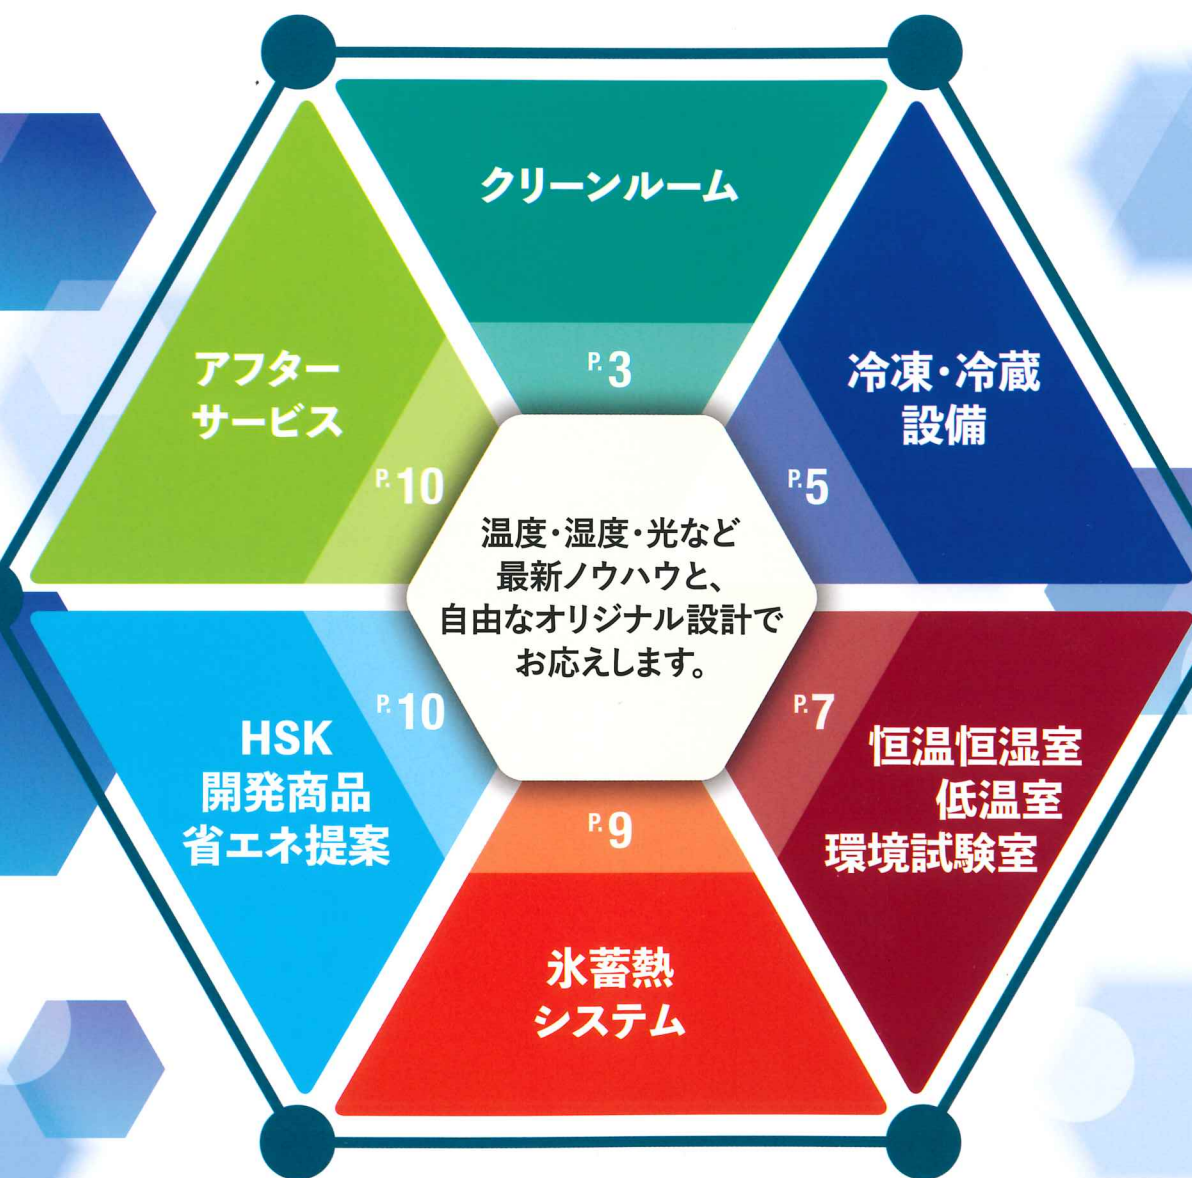 クリーンルーム
P.3
冷凍・冷蔵
設備
P.5
恒温恒湿室
低温室
環境試験室
P.7
氷蓄熱
システム
P.9
HSK
開発商品
省エネ提案
P.10
アフター
サービス
P.10
温度・湿度・光など
最新ノウハウと、
自由なオリジナル設計で
お応えします。